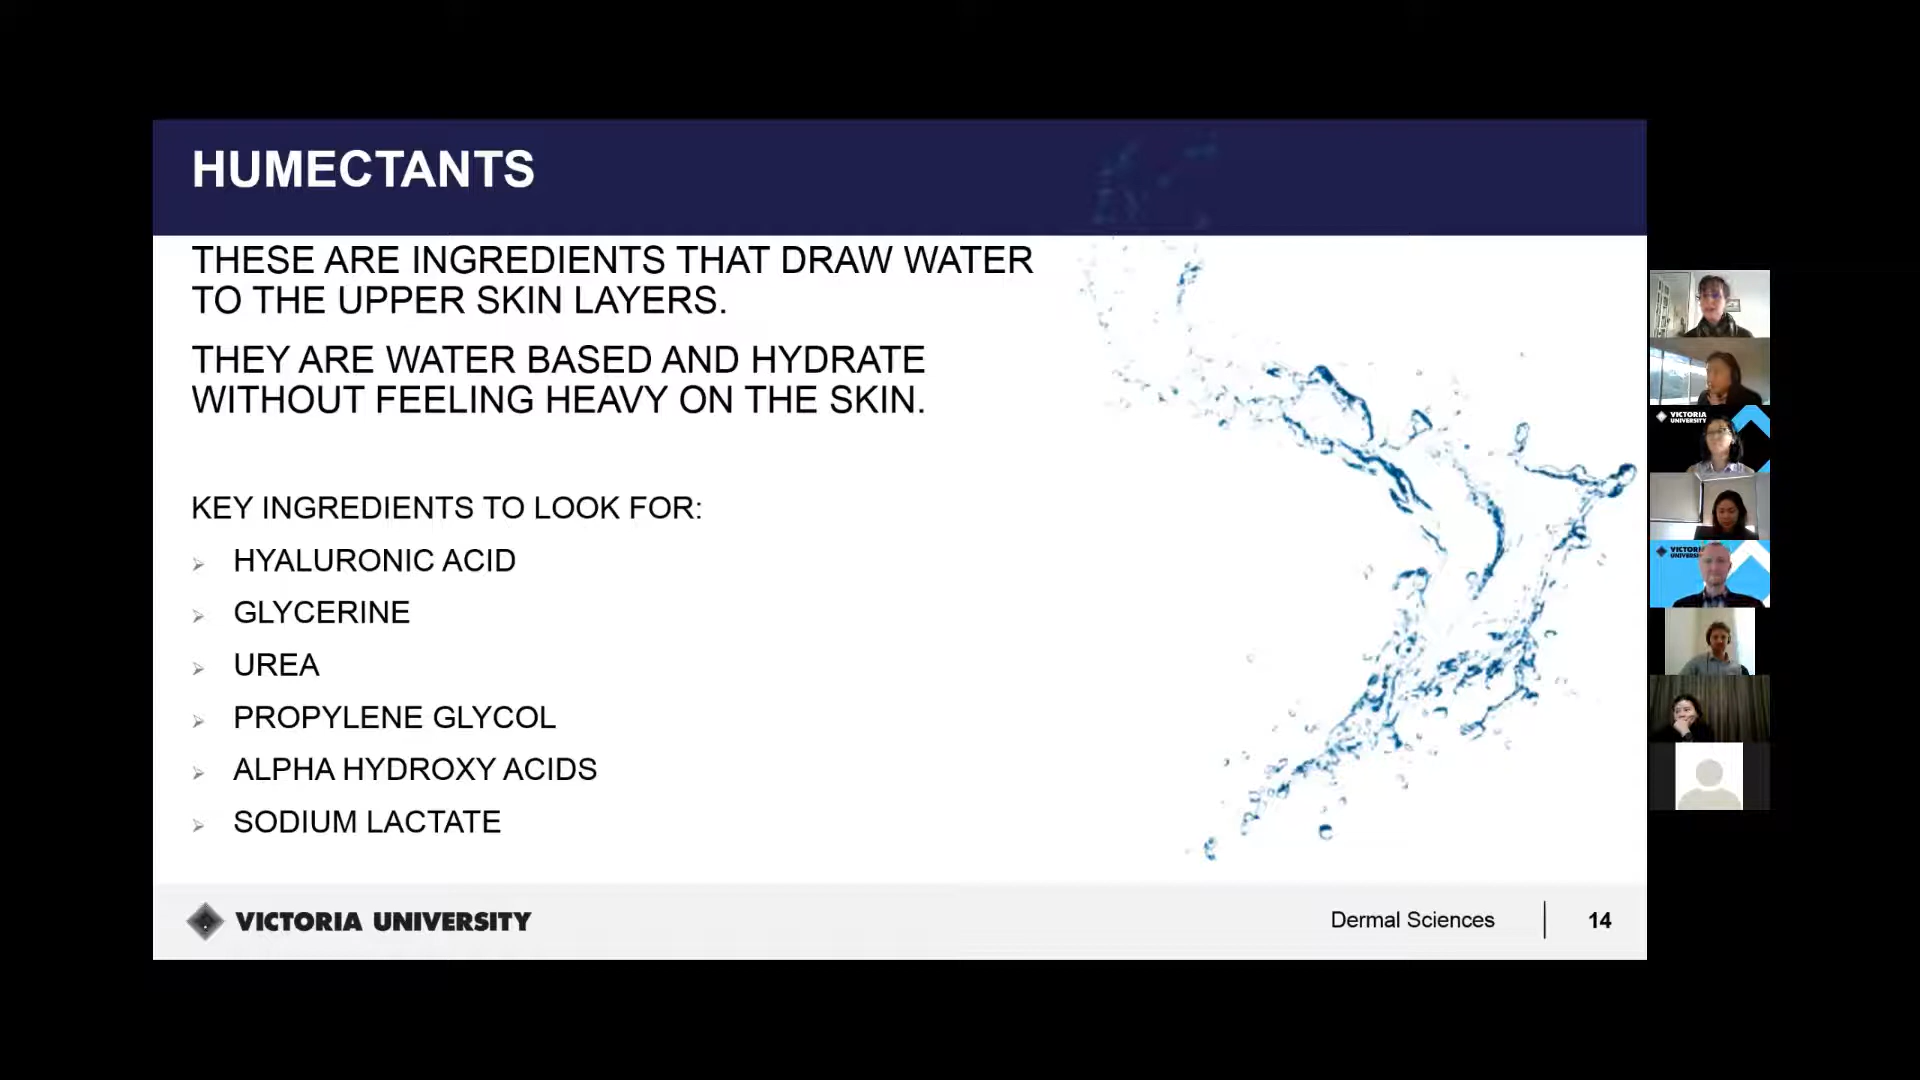 HUMECTANTS
THESE ARE INGREDIENTS THAT DRAW WATER
TO THE UPPER SKIN LAYERS.
THEY ARE WATER BASED AND HYDRATE
WITHOUT FEELING HEAVY ON THE SKIN.
KEY INGREDIENTS TO LOOK FOR:
HYALURONIC ACID
GLYCERINE
UREA
PROPYLENE GLYCOL
ALPHA HYDROXY ACIDS
SODIUM LACTATE
VICTORIA UNIVERSITY
Dermal Sciences
14
VICTORIA
UNIVERSITY